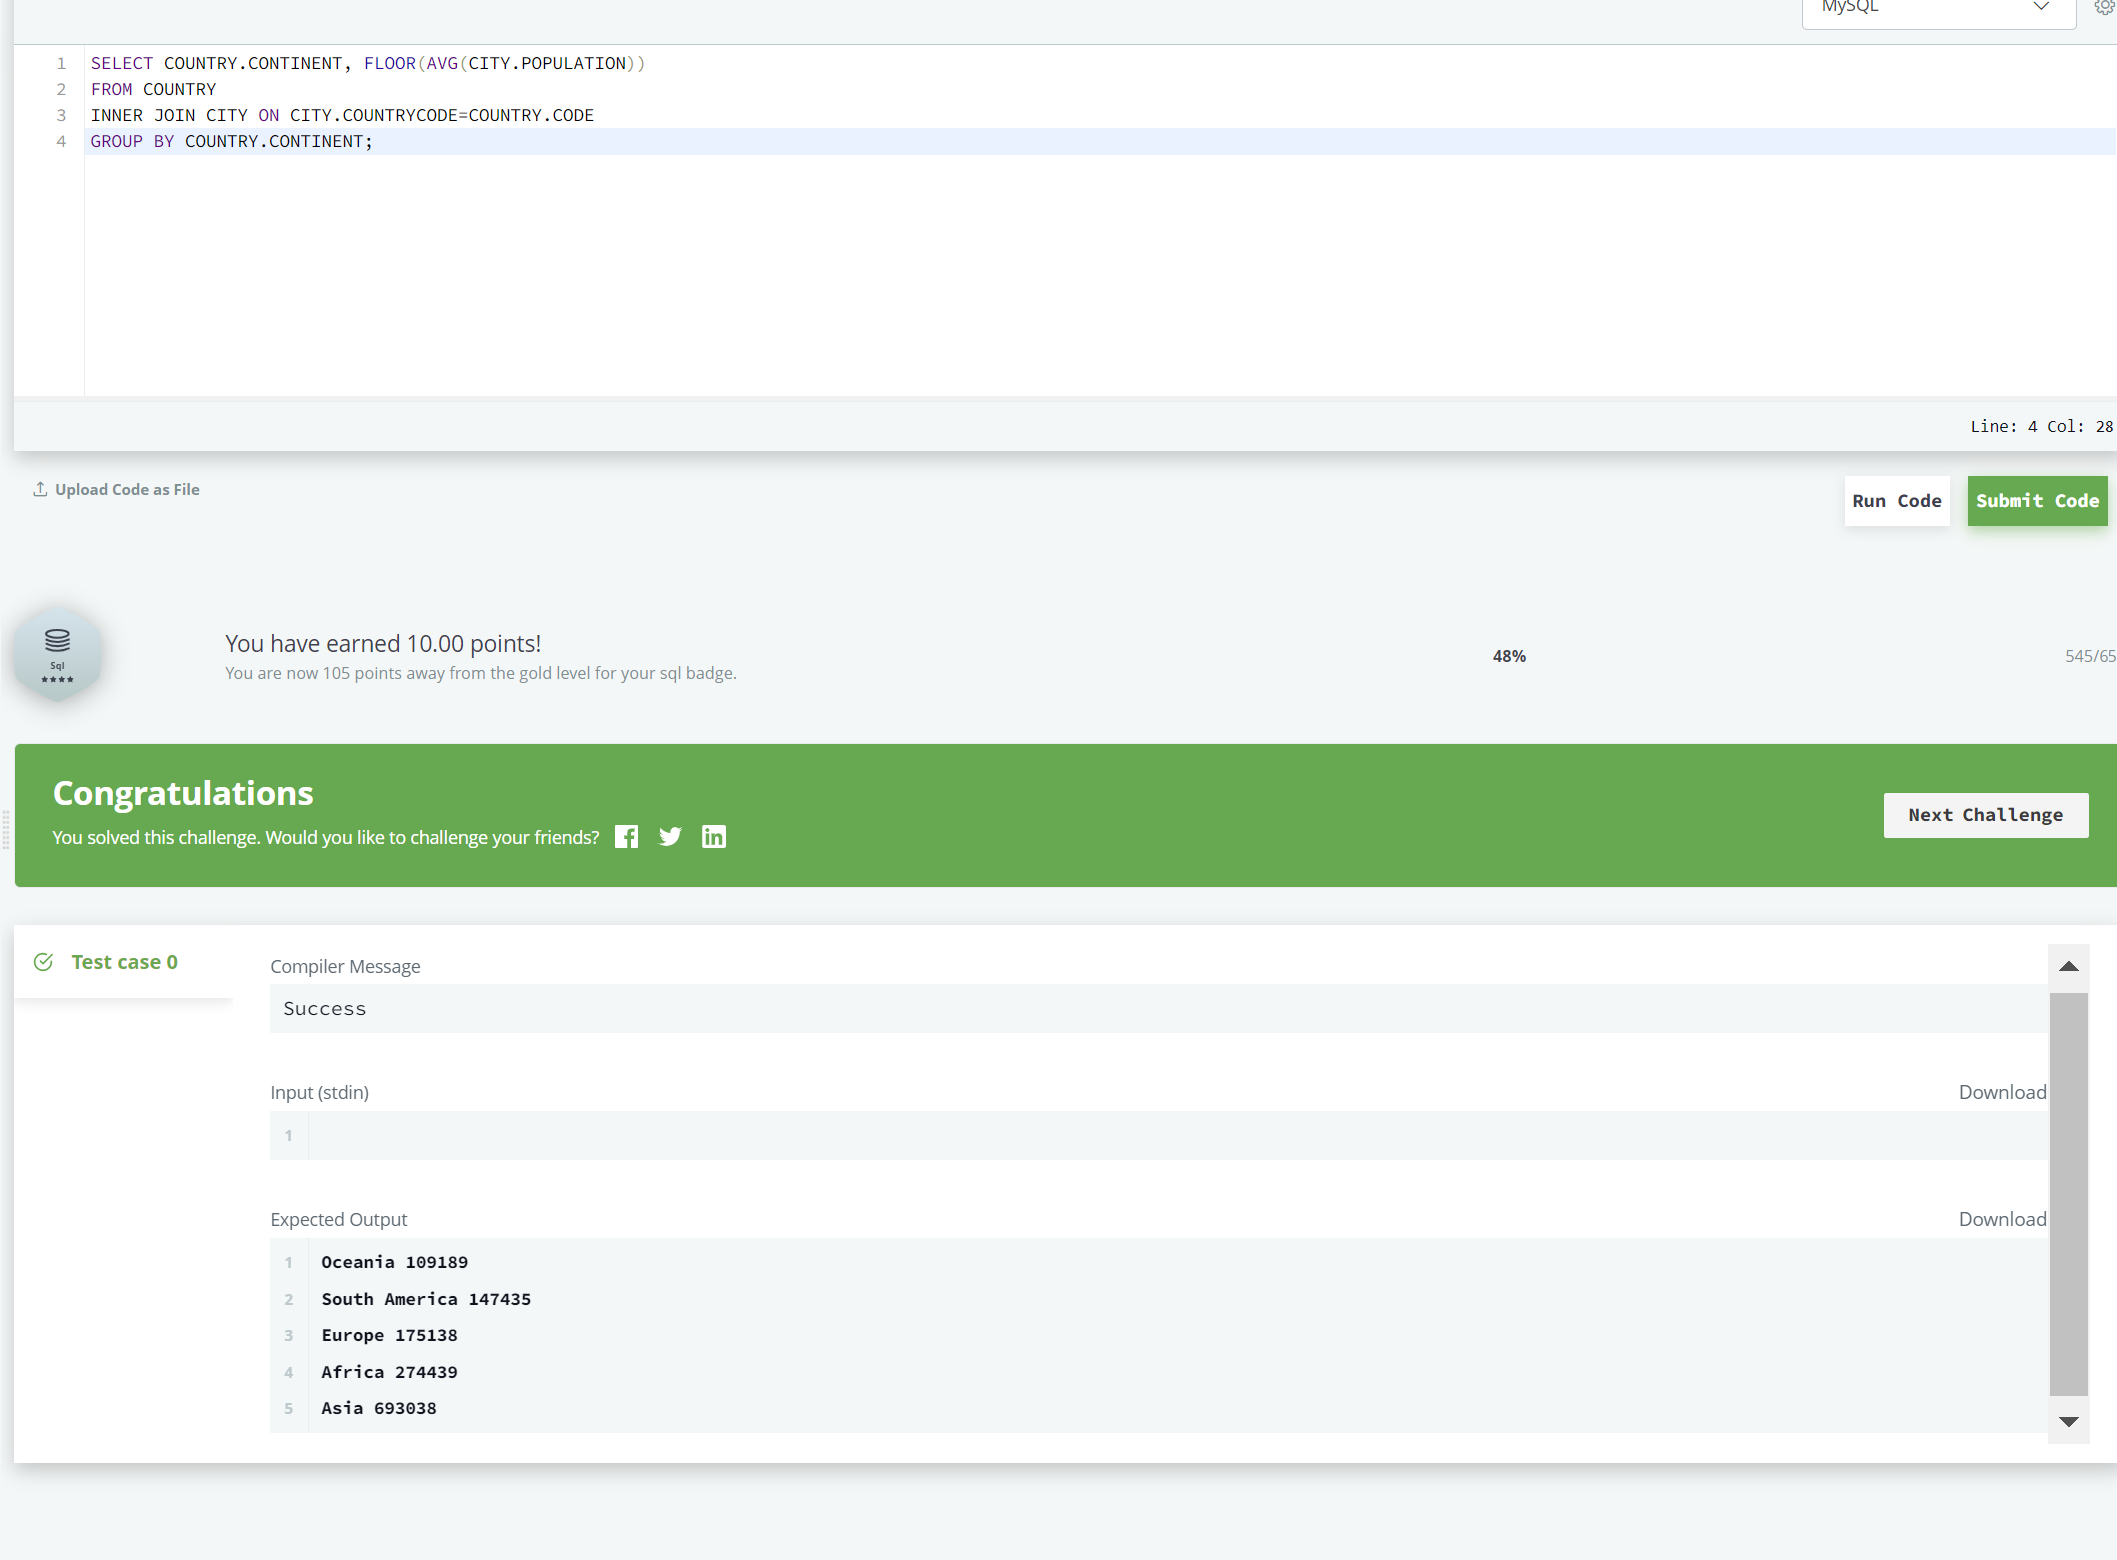 MySQL
1 SELECT COUNTRY.CONTINENT, FLOOR(AVG(CITY.POPULATION))
2 FROM COUNTRY
3 INNER JOIN CITY ON CITY.COUNTRYCODE=COUNTRY.CODE
4 GROUP BY COUNTRY.CONTINENT;
Line: 4 Col: 28
Upload Code as File
Run Code
Submit Code
Sql
You have earned 10.00 points!
You are now 105 points away from the gold level for your sql badge.
48%
545/65
Congratulations
You solved this challenge. Would you like to challenge your friends?
Next Challenge
Test case 0
Compiler Message
Success
Input (stdin)
Download
1
Expected Output
Download
1 Oceania 109189
2 South America 147435
3 Europe 175138
4 Africa 274439
5 Asia 693038